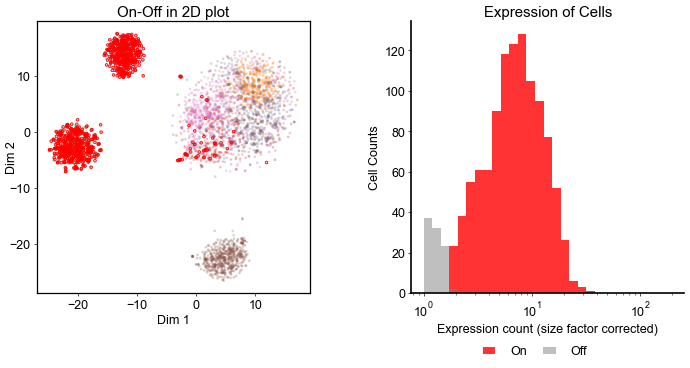 On-Off in 2D plot
Dim 2
10
0
−10
−20
−20
−10
0
10
Dim 1
Expression of Cells
Cell Counts
120
100
80
60
40
20
0
10⁰
10¹
10²
Expression count (size factor corrected)
On
Off